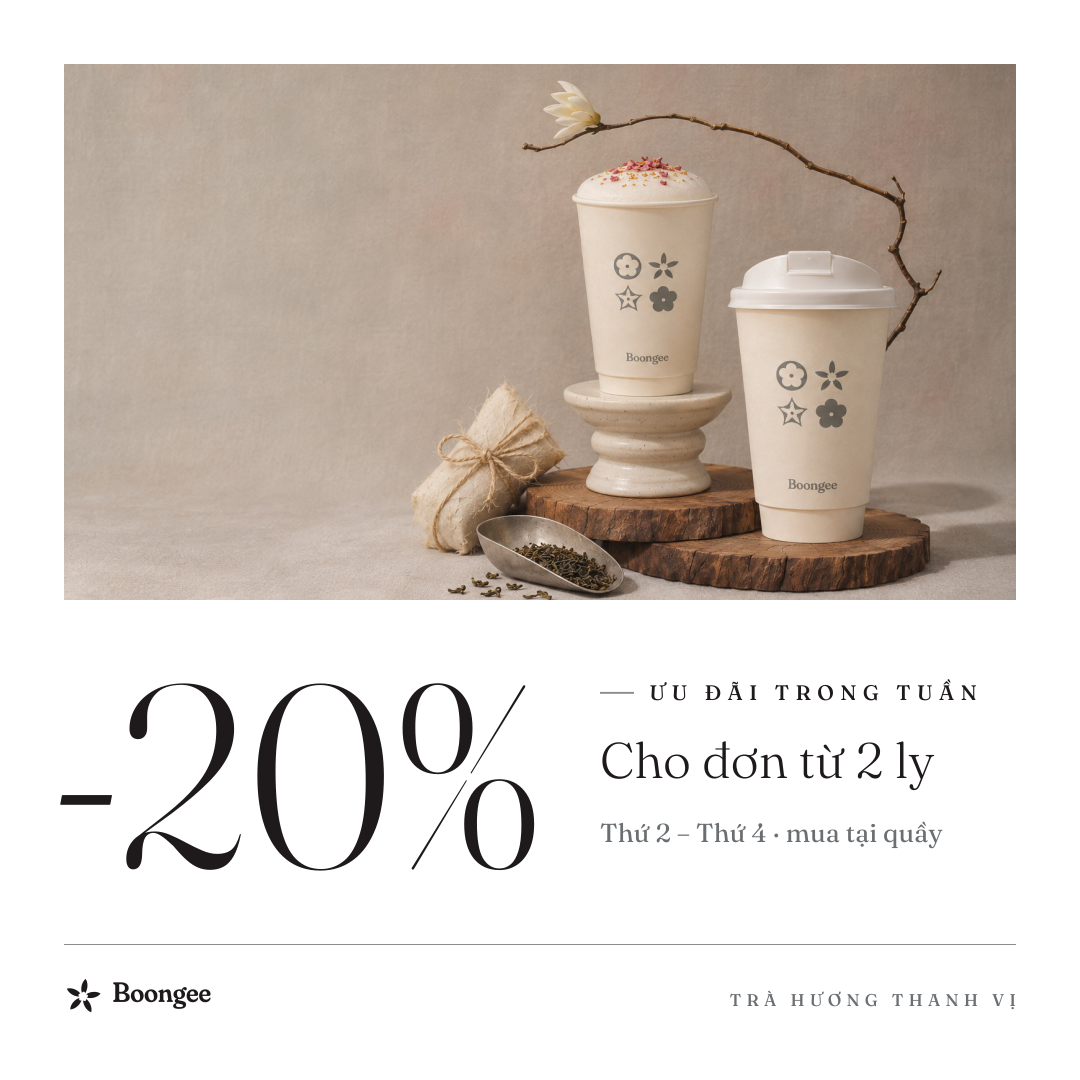 Boongee
Boongee
-20%
ƯU ĐÃI TRONG TUẦN
Cho đơn từ 2 ly
Thứ 2 – Thứ 4 · mua tại quầy
Boongee
TRÀ HƯƠNG THANH VỊ